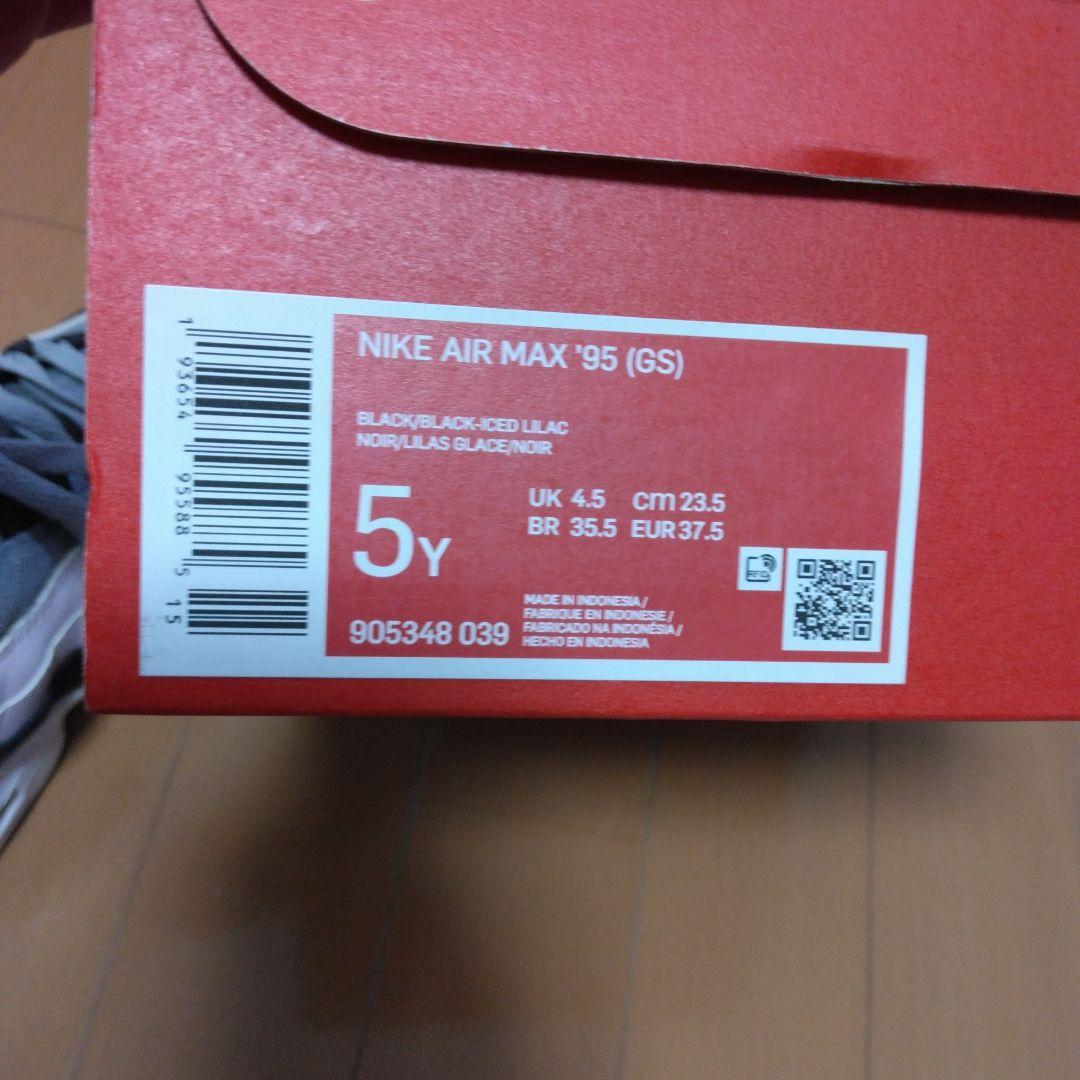 NIKE AIR MAX '95 (GS)
BLACK/BLACK-ICED LILAC
NOIR/LILAS GLACE/NOIR
5Y
UK 4.5 cm 23.5
BR 35.5 EUR 37.5
905348 039
MADE IN INDONESIA /
FABRIQUE EN INDONESIE /
FABRICADO NA INDONÉSIA /
HECHO EN INDONESIA
RFID
1 93654 95588 5 15